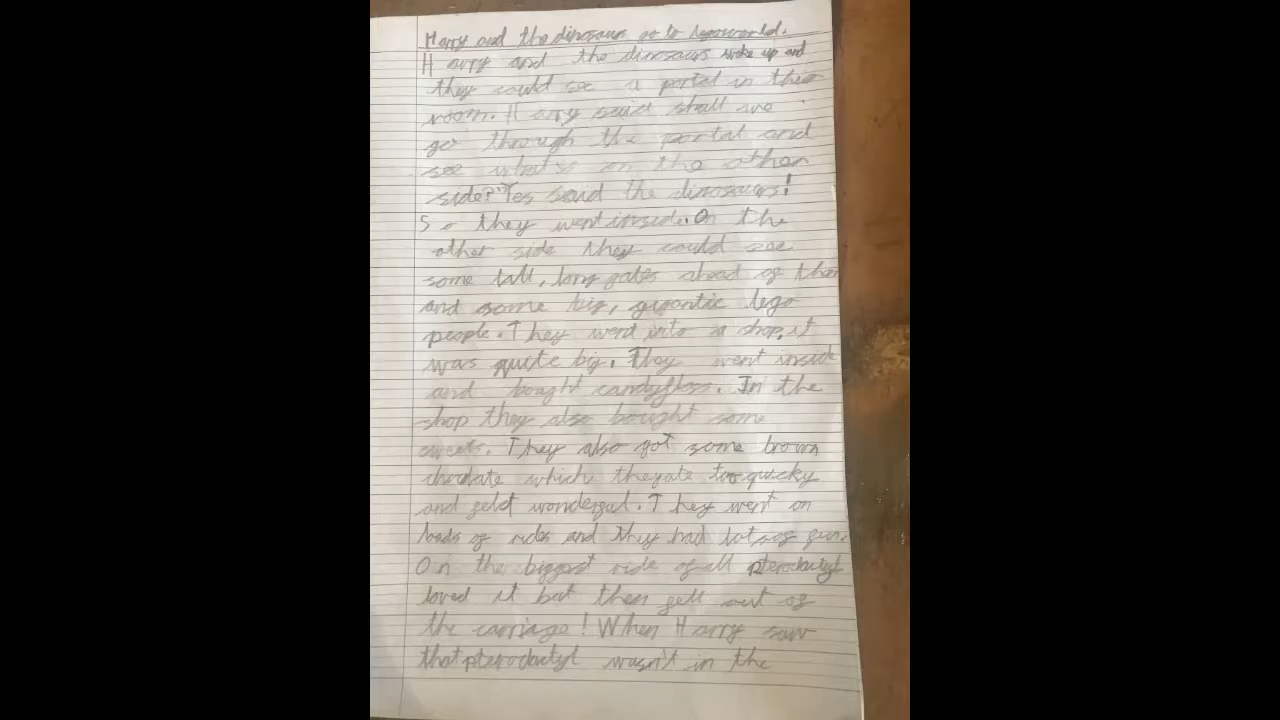 Harry and the dinosaurs go to legoworld.
Harry and the dinosaurs woke up and
they could see a portal in their
room. Harry said shall we
go through the portal and
see what's on the other
side?" Yes said the dinosaurs!
So they went inside. On the
other side they could see
some tall, long gates ahead of them
and some big, gigantic lego
people. They went into a shop, it
was quite big. They went inside
and bought candyfloss. In the
shop they also bought some
sweets. They also got some brown
choclate which they ate too quicky
and felt wonderful. They went on
loads of rides and they had lots of fun.
On the biggest ride of all pterodactyl
loved it but then fell out of
the carriage! When Harry saw
that pterodactyl wasn't in the